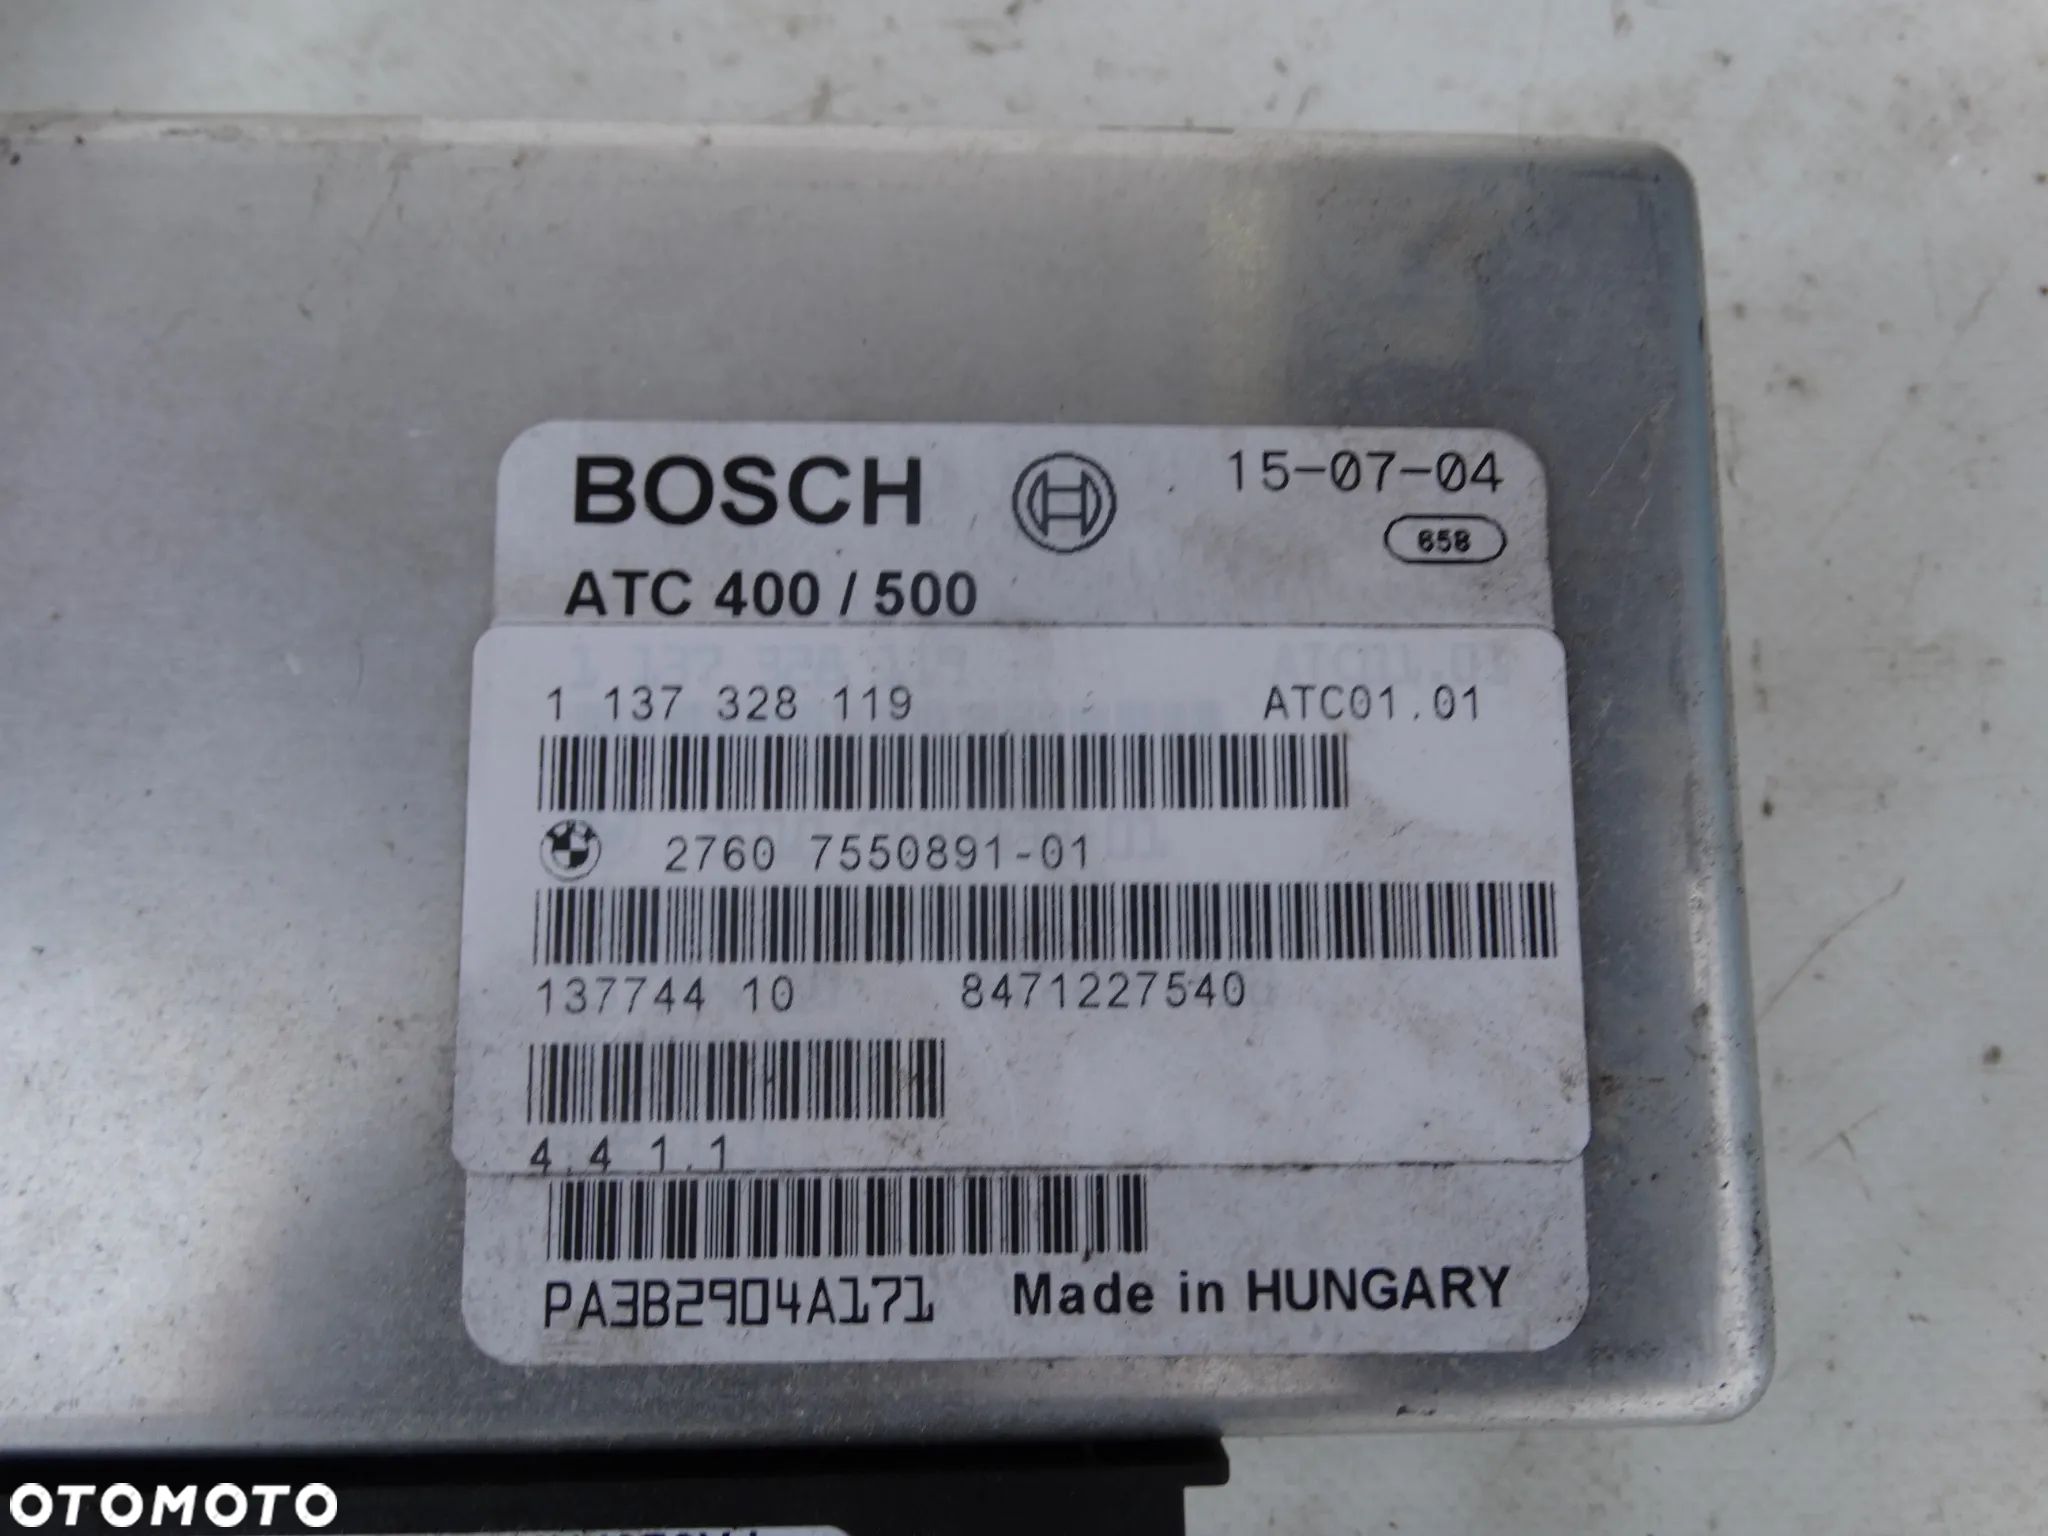 BOSCH 15-07-04
658
ATC 400 / 500
1 137 328 119 ATC01.01
2760 7550891-01
137744 10 8471227540
4.4 1.1
PA3B2904A171 Made in HUNGARY
OTOMOTO